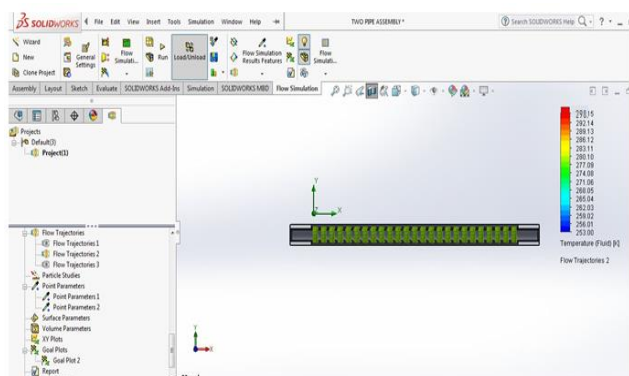 SOLIDWORKS File Edit View Insert Tools Simulation Window Help TWO PIPE ASSEMBLY* Search SOLIDWORKS Help
Wizard
New
Clone Project
General Settings
Flow Simulati...
Run
Load/Unload
Flow Simulation Results Features
Flow Simulati...
Assembly Layout Sketch Evaluate SOLIDWORKS Add-Ins Simulation SOLIDWORKS MBD Flow Simulation
Projects
Default(3)
Project(1)
Flow Trajectories
Flow Trajectories 1
Flow Trajectories 2
Flow Trajectories 3
Particle Studies
Point Parameters
Point Parameters 1
Point Parameters 2
Surface Parameters
Volume Parameters
XY Plots
Goal Plots
Goal Plot 2
Report
Y
X
Y
X
292.14
289.13
286.12
283.11
280.10
277.09
274.08
271.06
265.04
262.03
259.02
256.01
253.00
Temperature (Fluid) [K]
Flow Trajectories 2